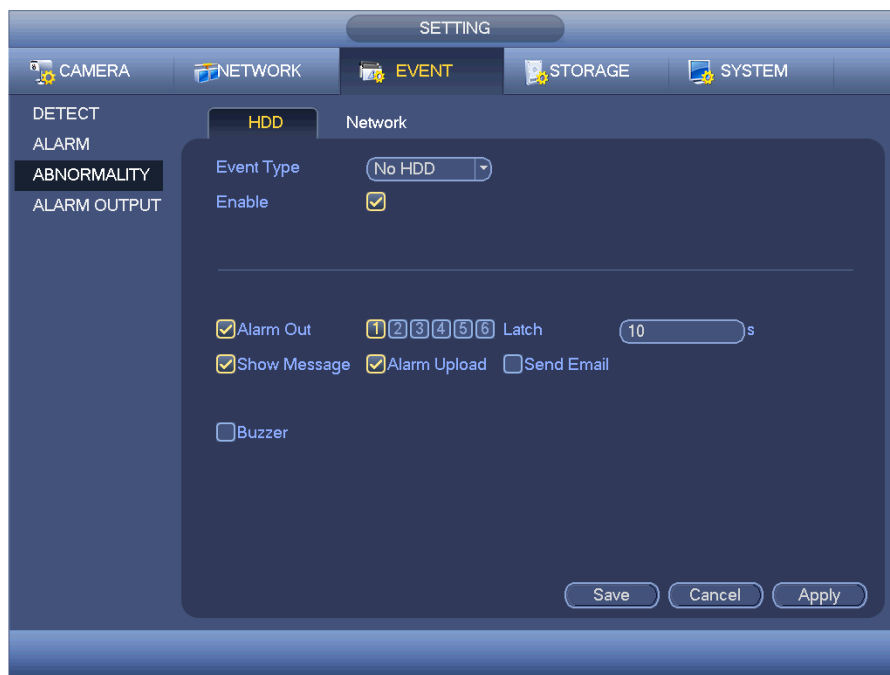 SETTING
CAMERA NETWORK EVENT STORAGE SYSTEM
DETECT
ALARM
ABNORMALITY
ALARM OUTPUT
HDD Network
Event Type No HDD
Enable
Alarm Out 1 2 3 4 5 6 Latch 10 s
Show Message Alarm Upload Send Email
Buzzer
Save Cancel Apply